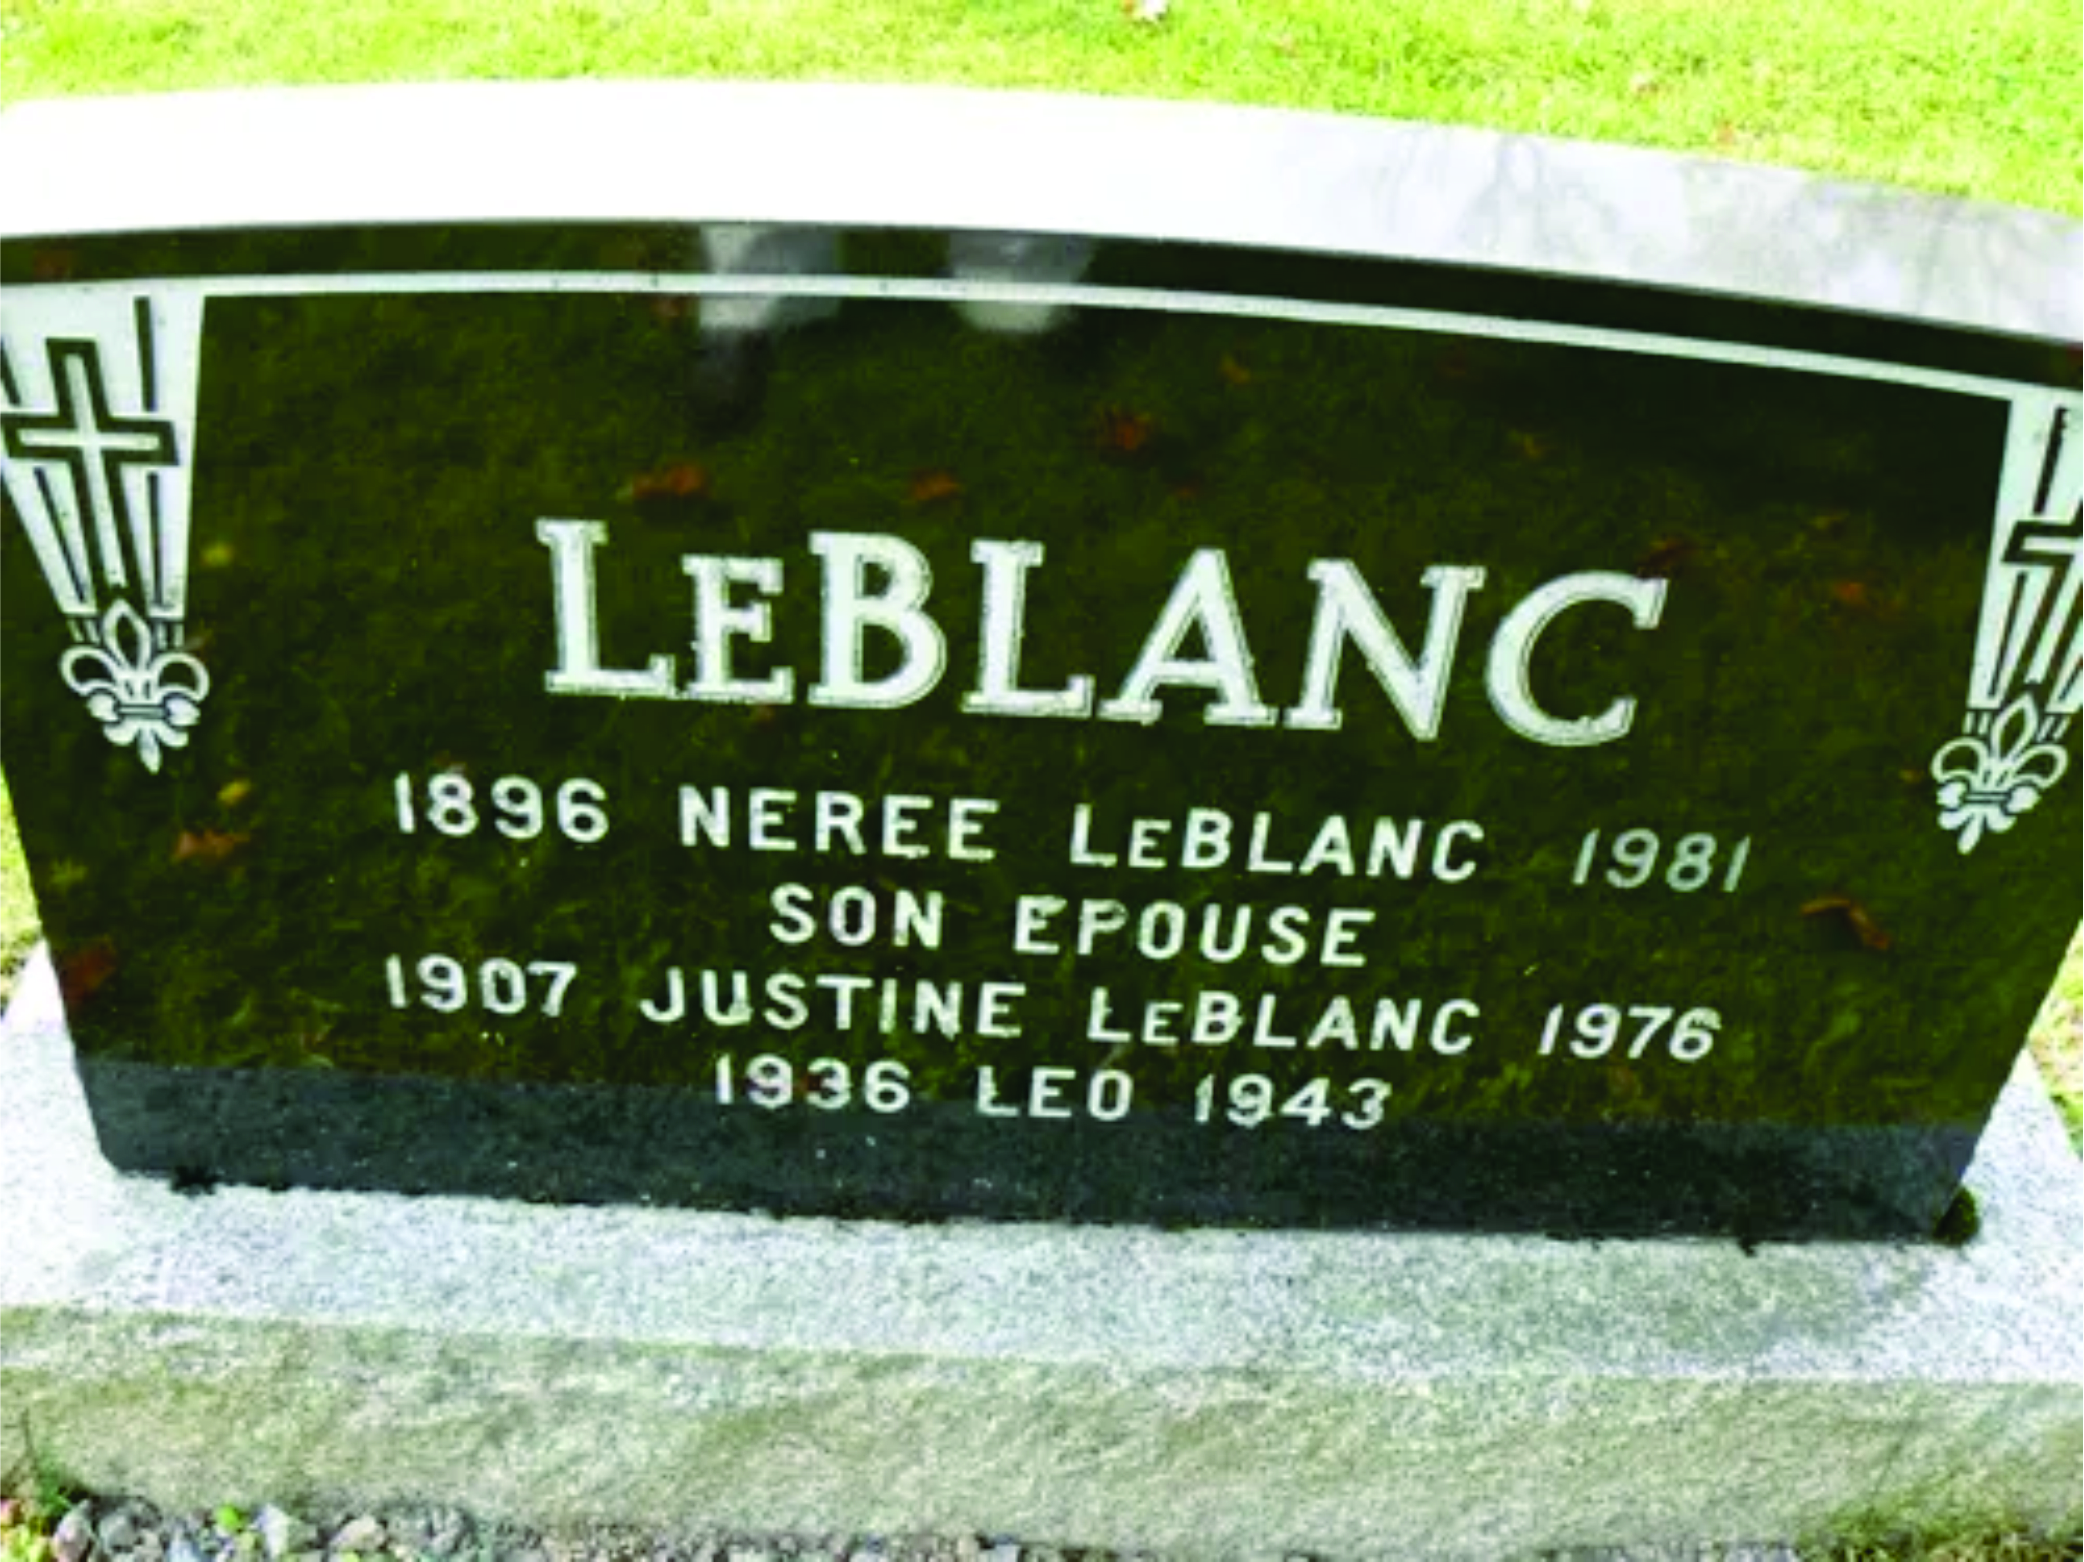 LeBLANC
1896 NEREE LeBLANC 1981
SON EPOUSE
1907 JUSTINE LeBLANC 1976
1936 LEO 1943